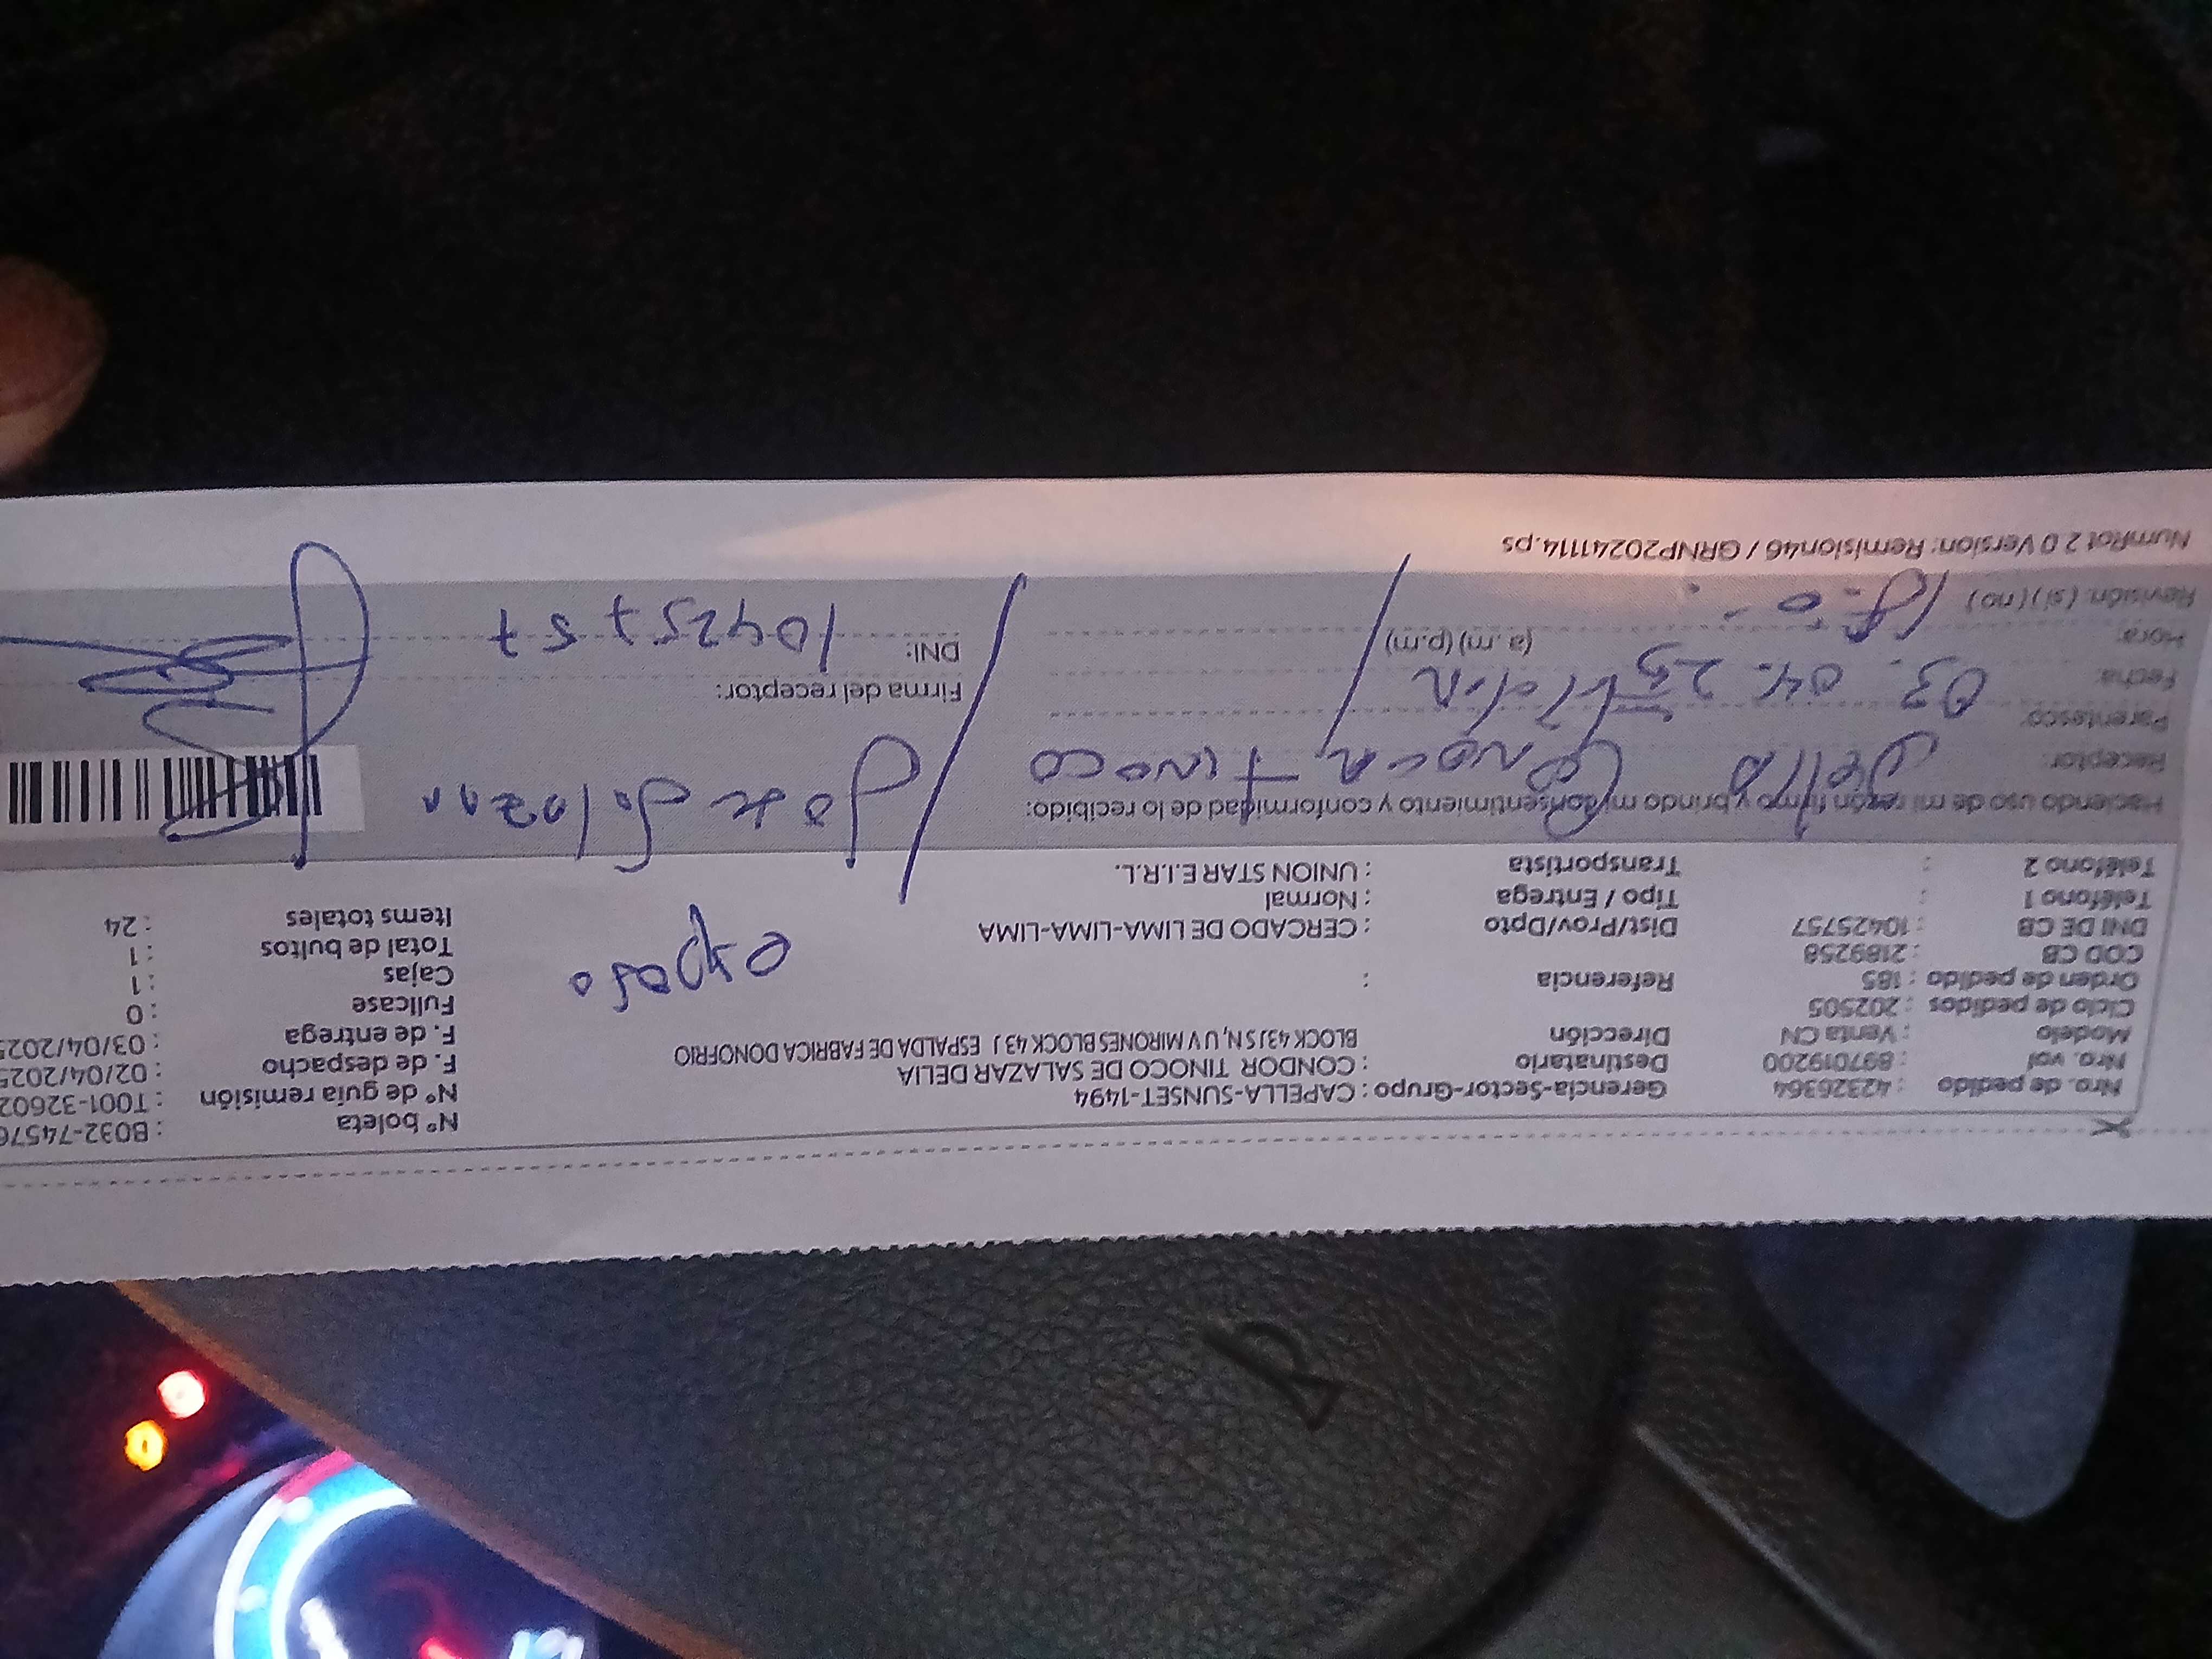 Nro. de pedido : 42326364 Gerencia-Sector-Grupo : CAPELLA-SUNSET-1494 N° boleta : B032-74576
Nro. vol : 897019200 Destinatario : CONDOR TINOCO DE SALAZAR DELIA N° de guía remisión : T001-32602
Modelo : Venta CN Dirección BLOCK 43J SN, U V MIRONES BLOCK 43 J ESPALDA DE FABRICA DONOFRIO F. de despacho : 02/04/2025
Ciclo de pedidos : 202505 F. de entrega : 03/04/2025
Orden de pedido : 185 Referencia : Fullcase : 0
COD CB : 2189258 Cajas : 1
DNI DE CB : 10425757 Dist/Prov/Dpto : CERCADO DE LIMA-LIMA-LIMA esposo Total de bultos : 1
Teléfono 1 : Tipo / Entrega : Normal Items totales : 24
Teléfono 2 : Transportista : UNION STAR E.I.R.L.
Haciendo uso de mi razón firmo y brindo mi consentimiento y conformidad de lo recibido:
Receptor: Delia Tinoco Jose Salazar
Parentesco:
Fecha: 03. 04. 25 Firma del receptor:
Hora: (a.m) (p.m) DNI: 10425757
Revisión: (si) (no)
NumRot 2.0 Version: Remision46 / GRNP20241114.ps